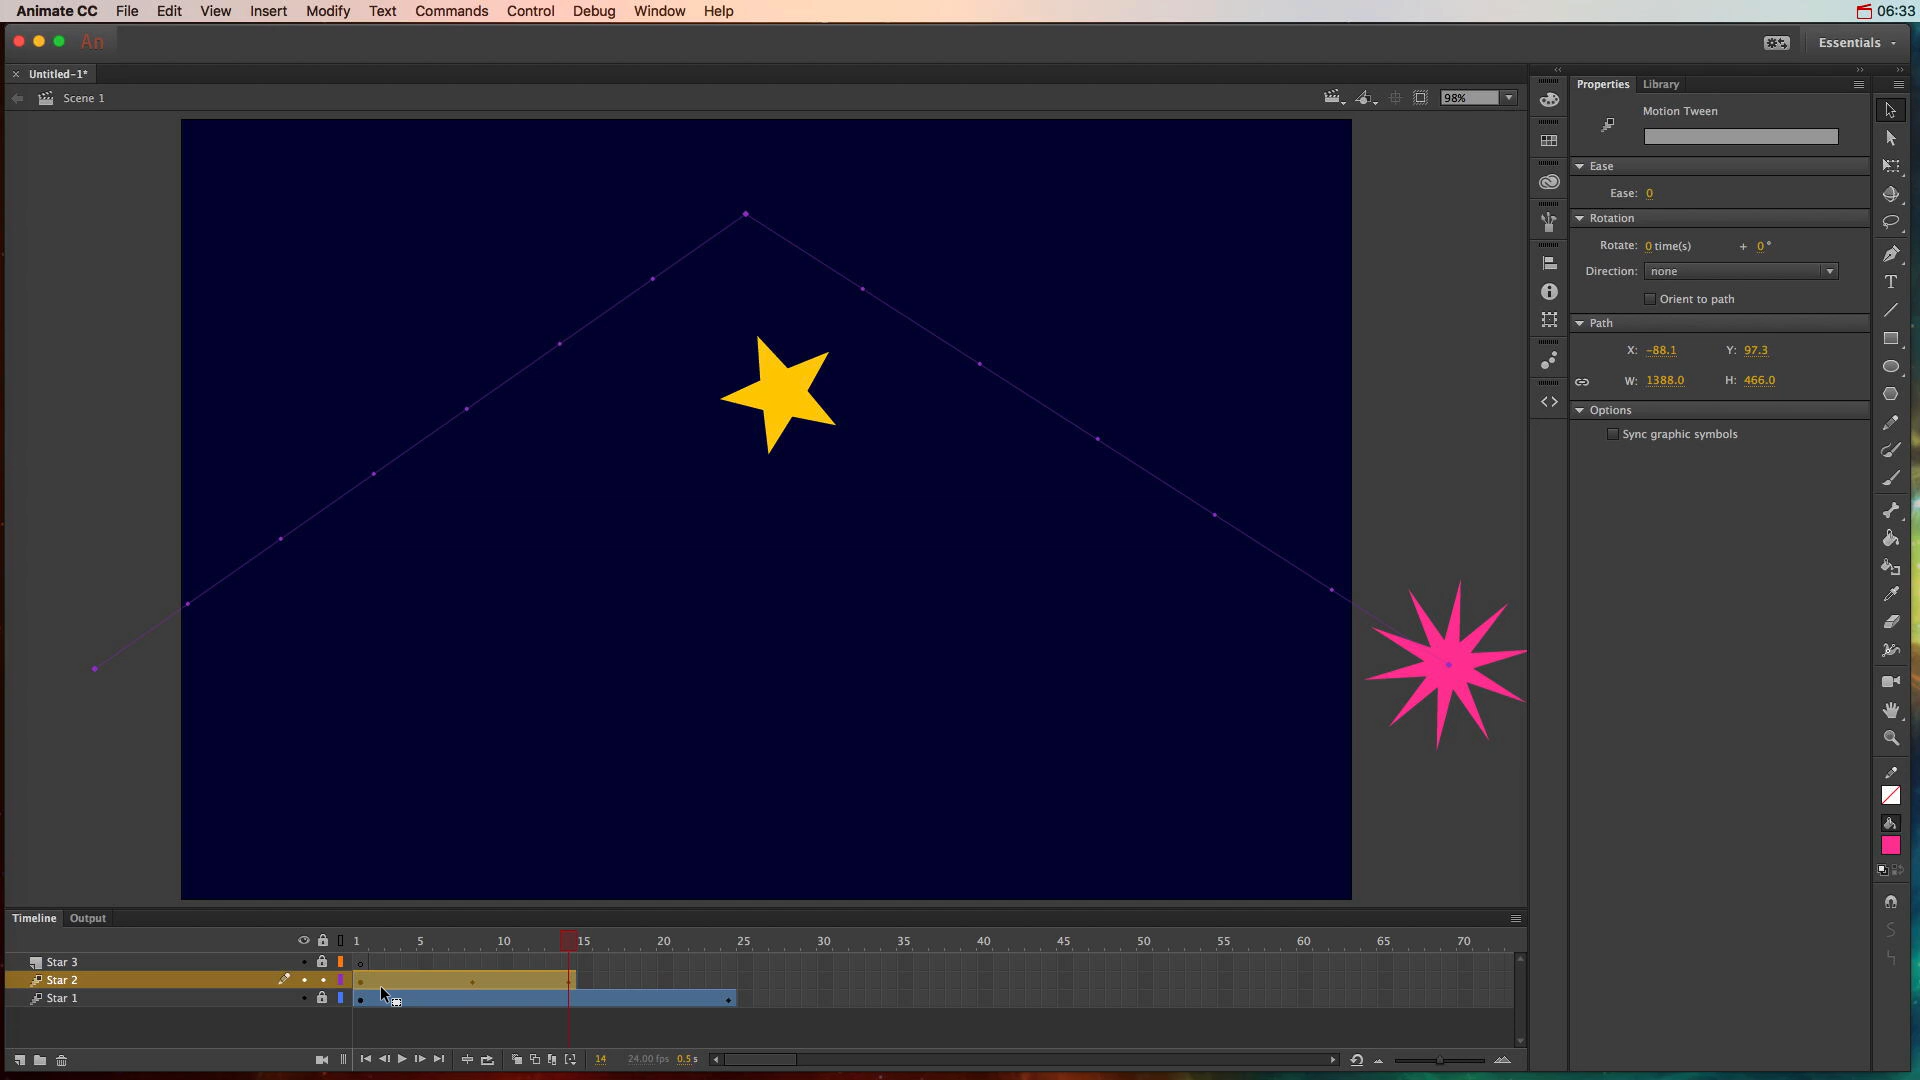 Animate CC File Edit View Insert Modify Text Commands Control Debug Window Help 06:33
An Essentials
Untitled-1*
Scene 1 98%
Properties Library
Motion Tween
Ease
Ease: 0
Rotation
Rotate: 0 time(s) + 0°
Direction: none
Orient to path
Path
X: -88.1 Y: 97.3
W: 1388.0 H: 466.0
Options
Sync graphic symbols
Timeline Output
1 5 10 15 20 25 30 35 40 45 50 55 60 65 70
Star 3
Star 2
Star 1
14 24.00 fps 0.5 s